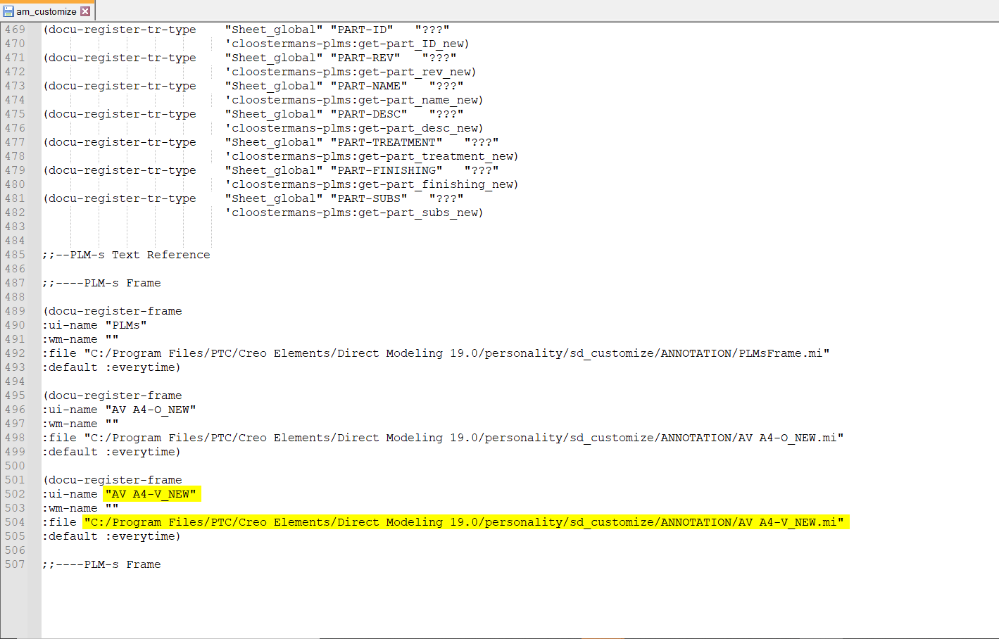 am_customize
469 (docu-register-tr-type "Sheet_global" "PART-ID" "???"
470 'cloostermans-plms:get-part_ID_new)
471 (docu-register-tr-type "Sheet_global" "PART-REV" "???"
472 'cloostermans-plms:get-part_rev_new)
473 (docu-register-tr-type "Sheet_global" "PART-NAME" "???"
474 'cloostermans-plms:get-part_name_new)
475 (docu-register-tr-type "Sheet_global" "PART-DESC" "???"
476 'cloostermans-plms:get-part_desc_new)
477 (docu-register-tr-type "Sheet_global" "PART-TREATMENT" "???"
478 'cloostermans-plms:get-part_treatment_new)
479 (docu-register-tr-type "Sheet_global" "PART-FINISHING" "???"
480 'cloostermans-plms:get-part_finishing_new)
481 (docu-register-tr-type "Sheet_global" "PART-SUBS" "???"
482 'cloostermans-plms:get-part_subs_new)
483
484
485 ;;--PLM-s Text Reference
486
487 ;;----PLM-s Frame
488
489 (docu-register-frame
490 :ui-name "PLMs"
491 :wm-name ""
492 :file "C:/Program Files/PTC/Creo Elements/Direct Modeling 19.0/personality/sd_customize/ANNOTATION/PLMsFrame.mi"
493 :default :everytime)
494
495 (docu-register-frame
496 :ui-name "AV A4-O_NEW"
497 :wm-name ""
498 :file "C:/Program Files/PTC/Creo Elements/Direct Modeling 19.0/personality/sd_customize/ANNOTATION/AV A4-O_NEW.mi"
499 :default :everytime)
500
501 (docu-register-frame
502 :ui-name "AV A4-V_NEW"
503 :wm-name ""
504 :file "C:/Program Files/PTC/Creo Elements/Direct Modeling 19.0/personality/sd_customize/ANNOTATION/AV A4-V_NEW.mi"
505 :default :everytime)
506
507 ;;----PLM-s Frame